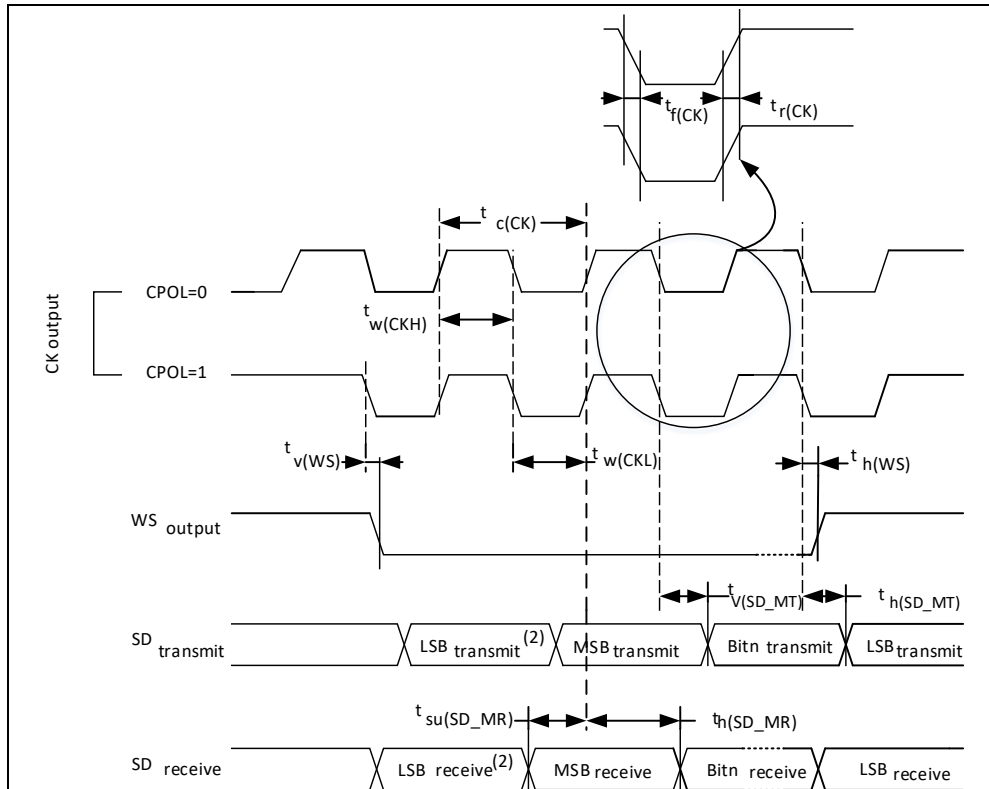 tf(CK)
tr(CK)
tc(CK)
CK output
CPOL=0
tw(CKH)
CPOL=1
tv(WS)
tw(CKL)
th(WS)
WS output
tV(SD_MT)
th(SD_MT)
SD transmit
LSB transmit(2)
MSB transmit
Bitn transmit
LSB transmit
tsu(SD_MR)
th(SD_MR)
SD receive
LSB receive(2)
MSB receive
Bitn receive
LSB receive